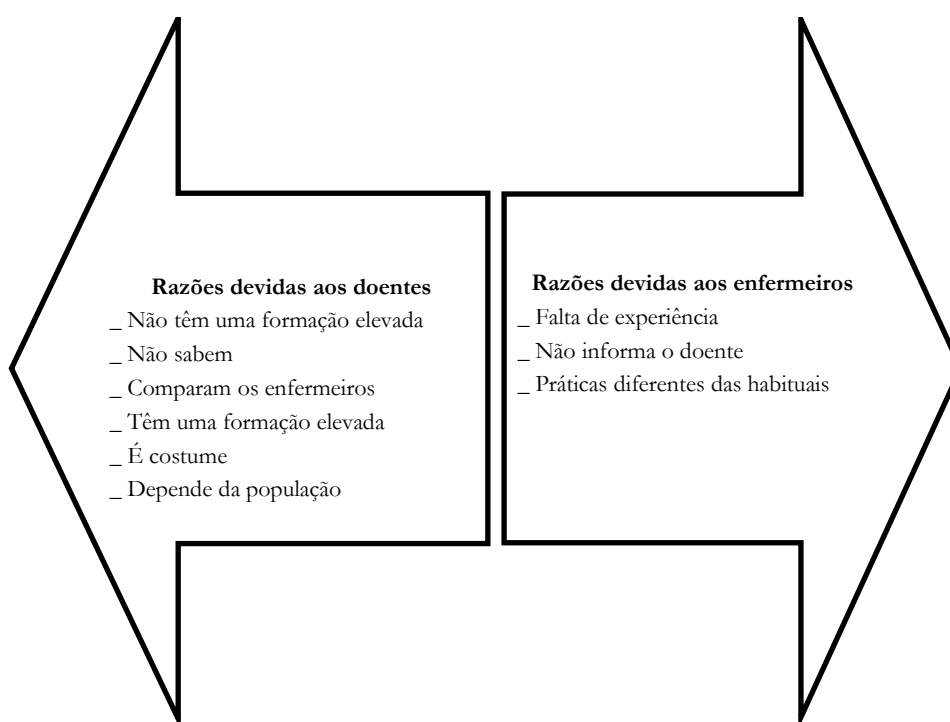 Razões devidas aos doentes
_ Não têm uma formação elevada
_ Não sabem
_ Comparam os enfermeiros
_ Têm uma formação elevada
_ É costume
_ Depende da população
Razões devidas aos enfermeiros
_ Falta de experiência
_ Não informa o doente
_ Práticas diferentes das habituais